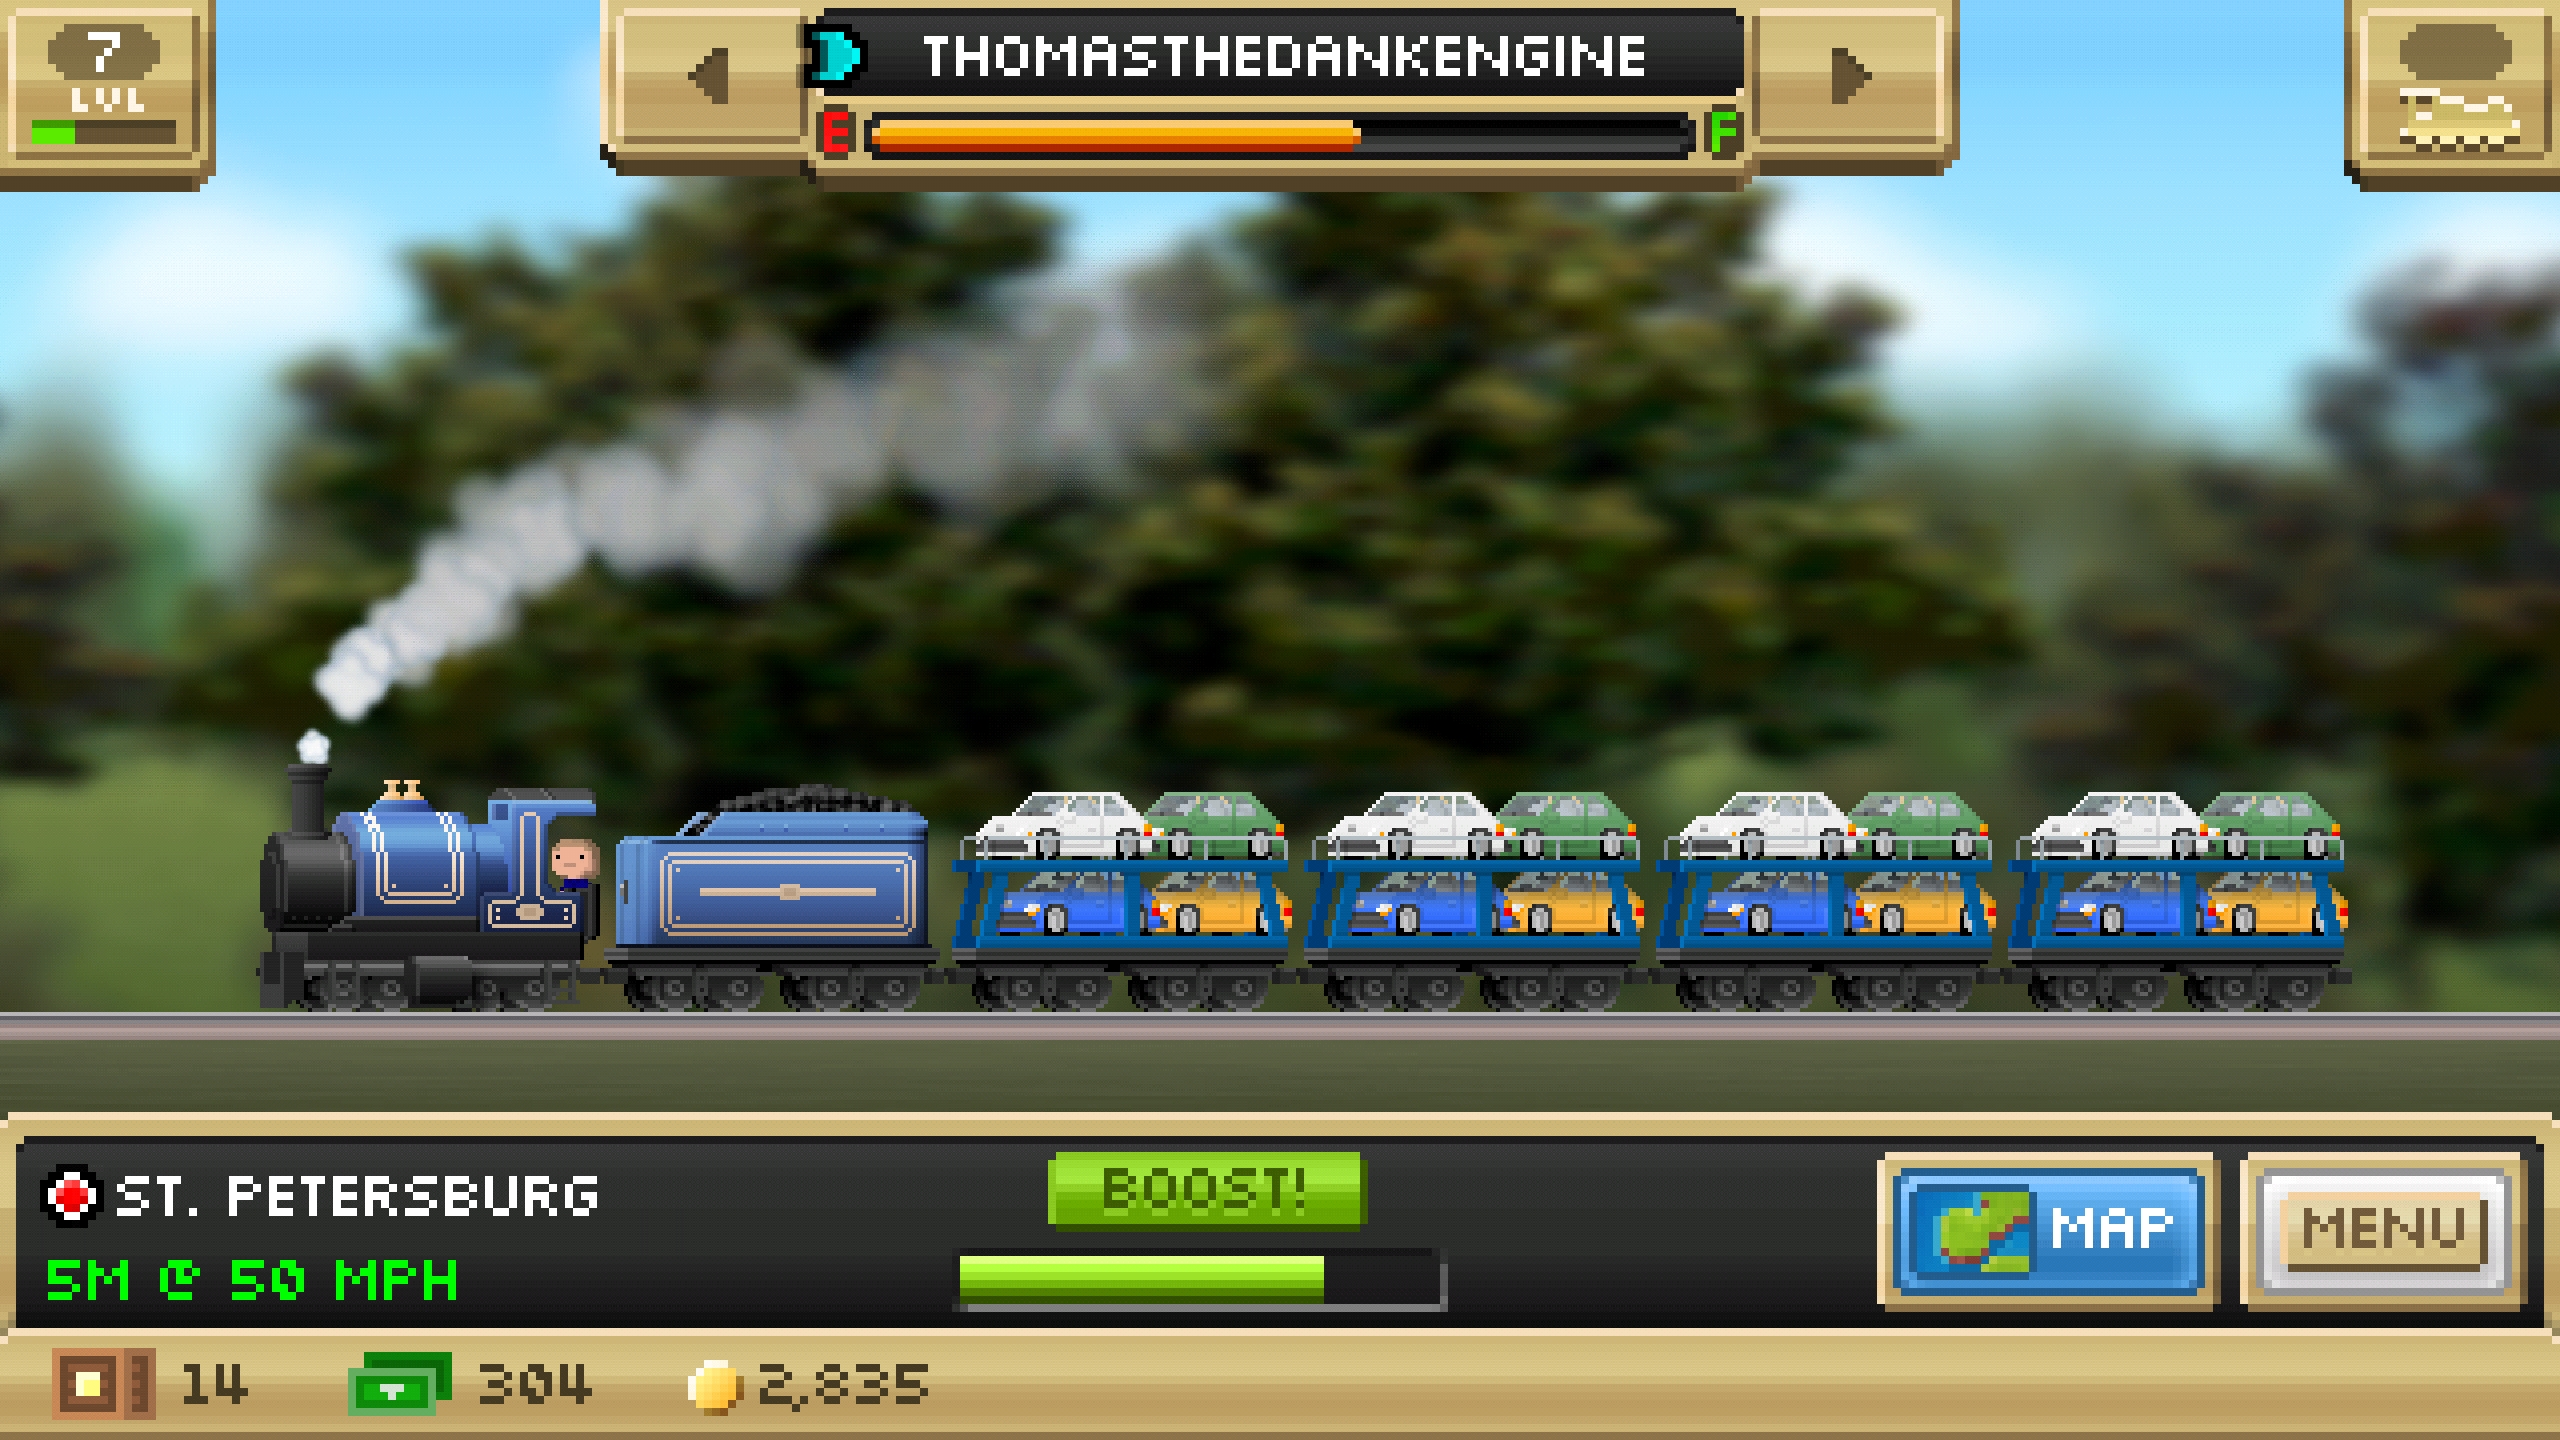 7
LVL
THOMASTHEDANKENGINE
E F
ST. PETERSBURG
5M @ 50 MPH
BOOST!
MAP
MENU
14
304
2,835